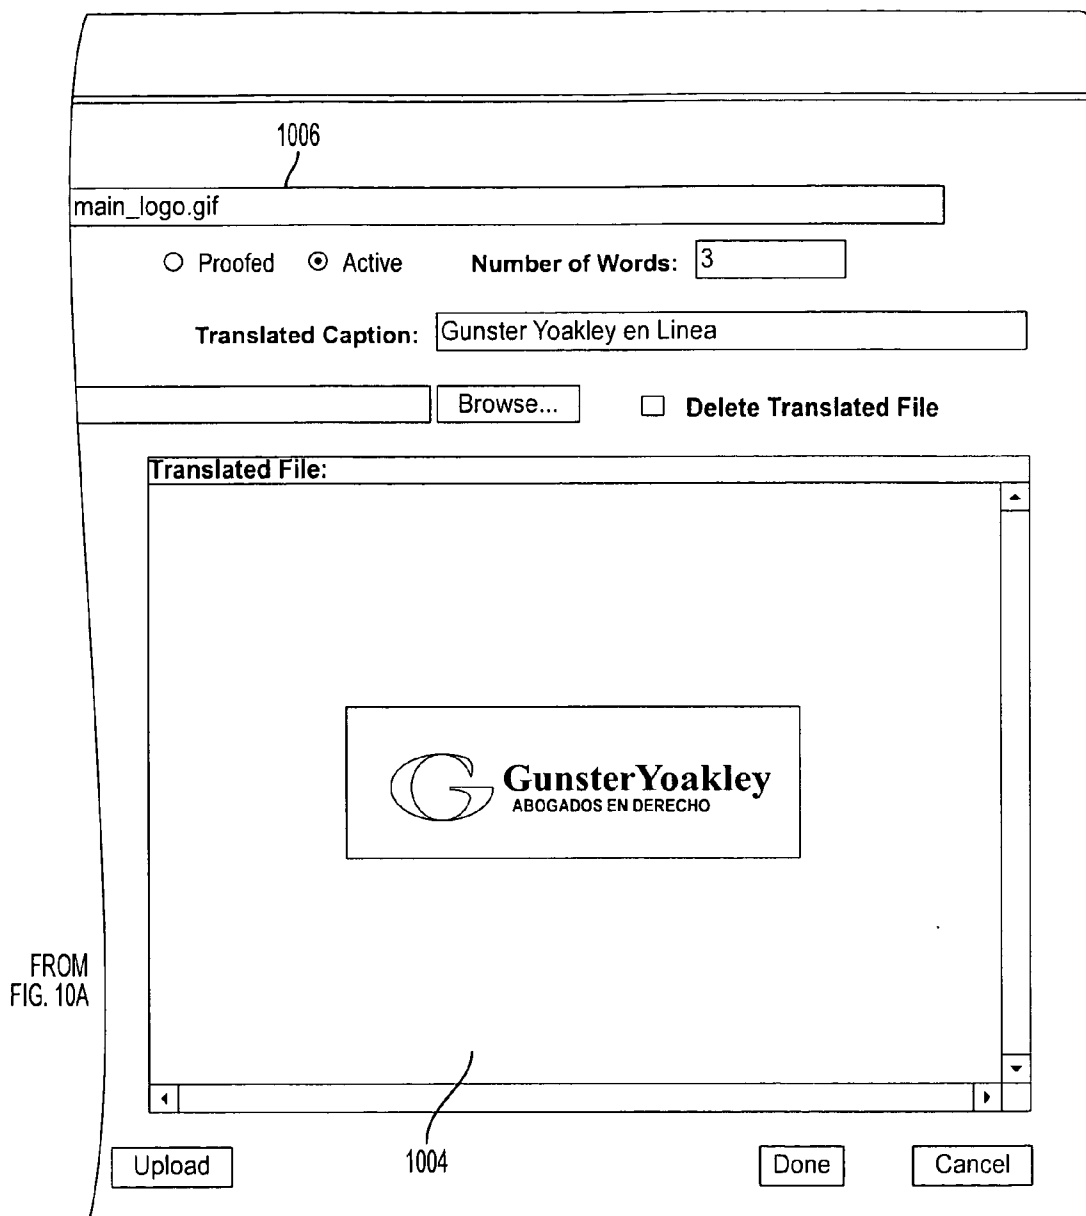 1006
main_logo.gif
Proofed Active Number of Words: 3
Translated Caption: Gunster Yoakley en Linea
Browse... Delete Translated File
Translated File:
GunsterYoakley
ABOGADOS EN DERECHO
FROM
FIG. 10A
Upload 1004 Done Cancel